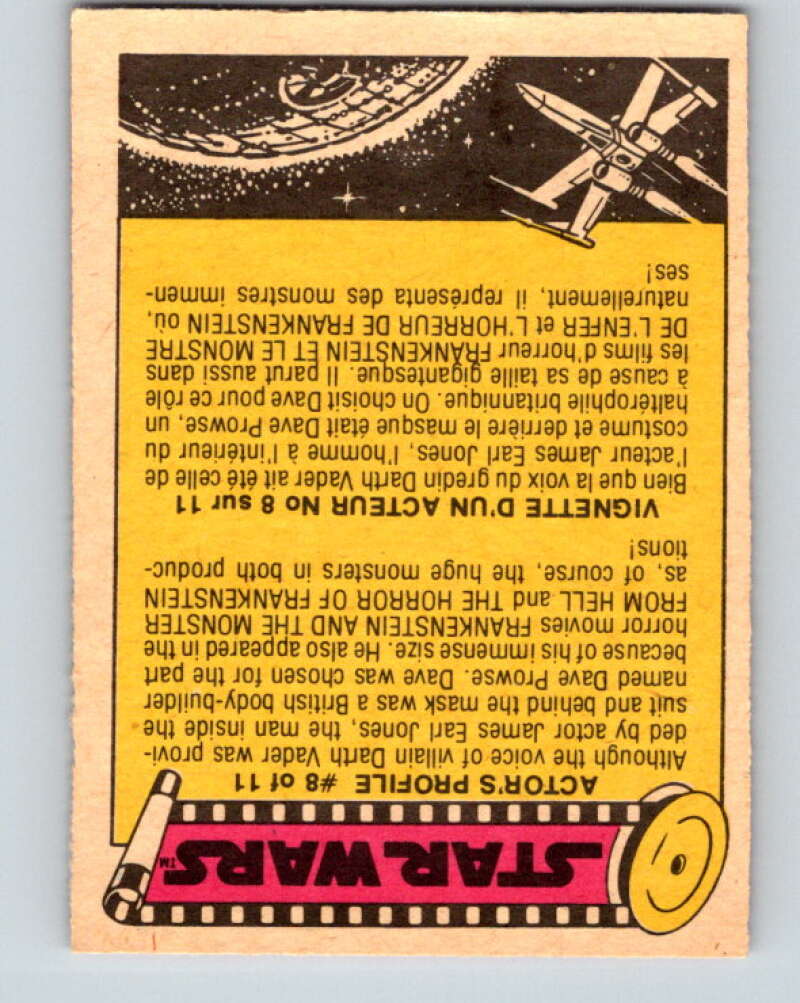 STAR WARS™
ACTOR'S PROFILE #8 of 11
Although the voice of villain Darth Vader was provi-
ded by actor James Earl Jones, the man inside the
suit and behind the mask was a British body-builder
named Dave Prowse. Dave was chosen for the part
because of his immense size. He also appeared in the
horror movies FRANKENSTEIN AND THE MONSTER
FROM HELL and THE HORROR OF FRANKENSTEIN
as, of course, the huge monsters in both produc-
tions!
VIGNETTE D'UN ACTEUR No 8 sur 11
Bien que la voix du gredin Darth Vader ait été celle de
l'acteur James Earl Jones, l'homme à l'intérieur du
costume et derrière le masque était Dave Prowse, un
haltérophile britannique. On choisit Dave pour ce rôle
à cause de sa taille gigantesque. Il parut aussi dans
les films d'horreur FRANKENSTEIN ET LE MONSTRE
DE L'ENFER et L'HORREUR DE FRANKENSTEIN où,
naturellement, il représenta des monstres immen-
ses!